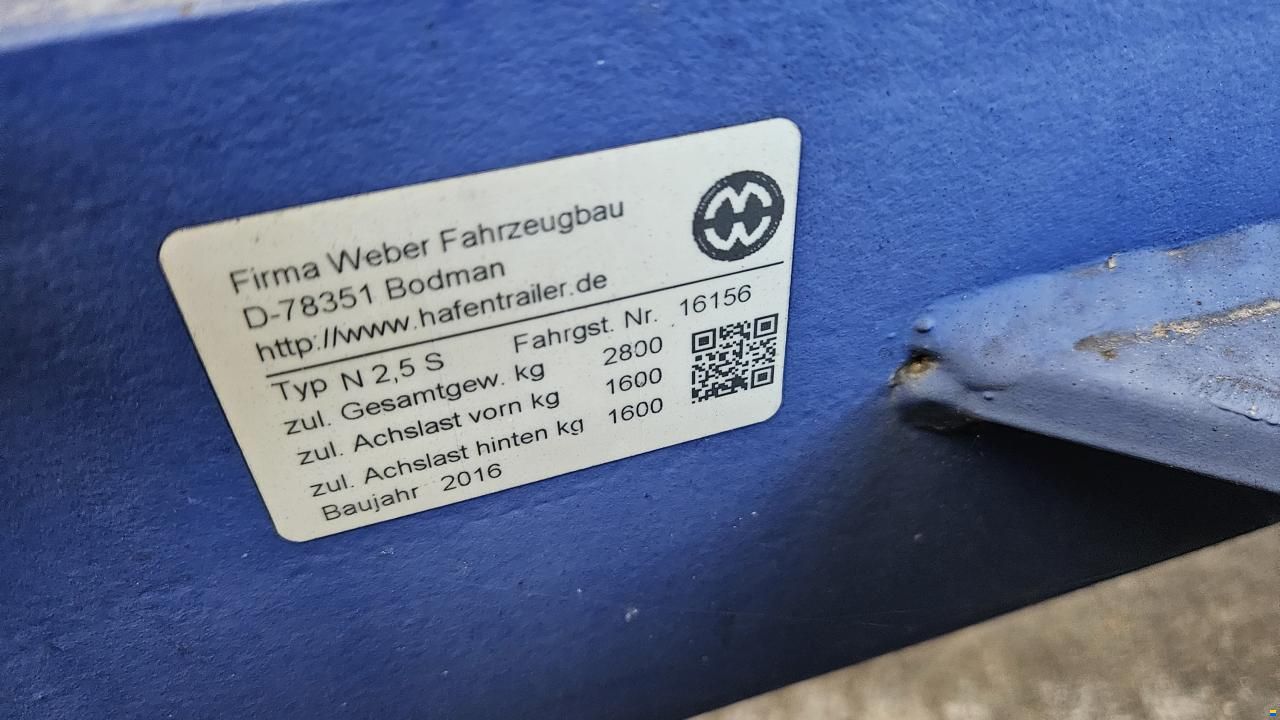 Firma Weber Fahrzeugbau
D-78351 Bodman
http://www.hafentrailer.de
Typ N 2,5 S Fahrgst. Nr. 16156
zul. Gesamtgew. kg 2800
zul. Achslast vorn kg 1600
zul. Achslast hinten kg 1600
Baujahr 2016